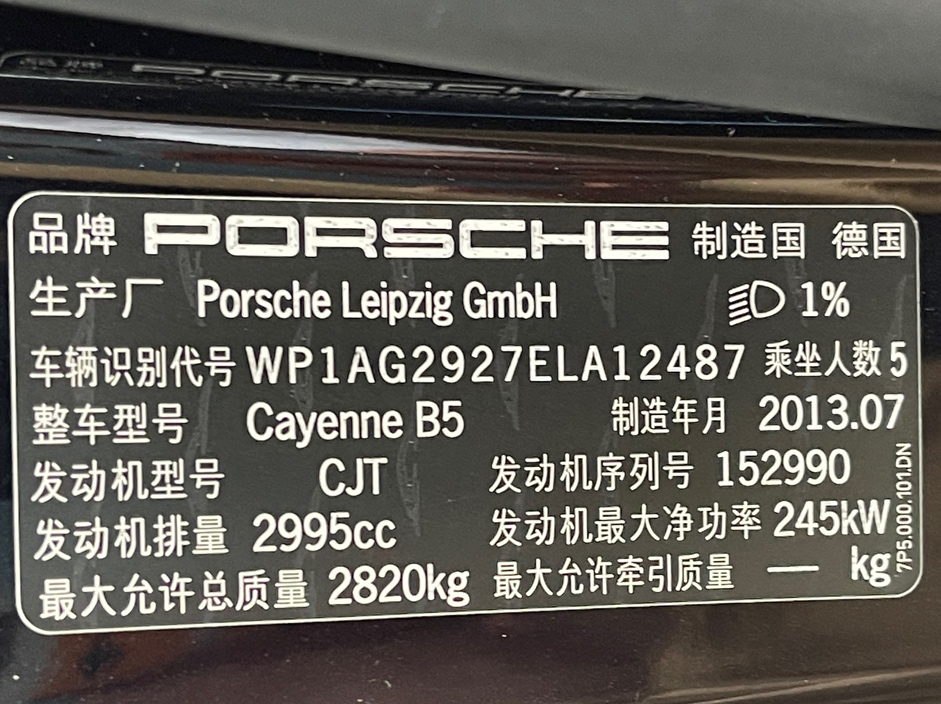 品牌 PORSCHE 制造国 德国
生产厂 Porsche Leipzig GmbH 1%
车辆识别代号 WP1AG2927ELA12487 乘坐人数 5
整车型号 Cayenne B5 制造年月 2013.07
发动机型号 CJT 发动机序列号 152990
发动机排量 2995cc 发动机最大净功率 245kW
最大允许总质量 2820kg 最大允许牵引质量 — kg
7P5.000.101.DN